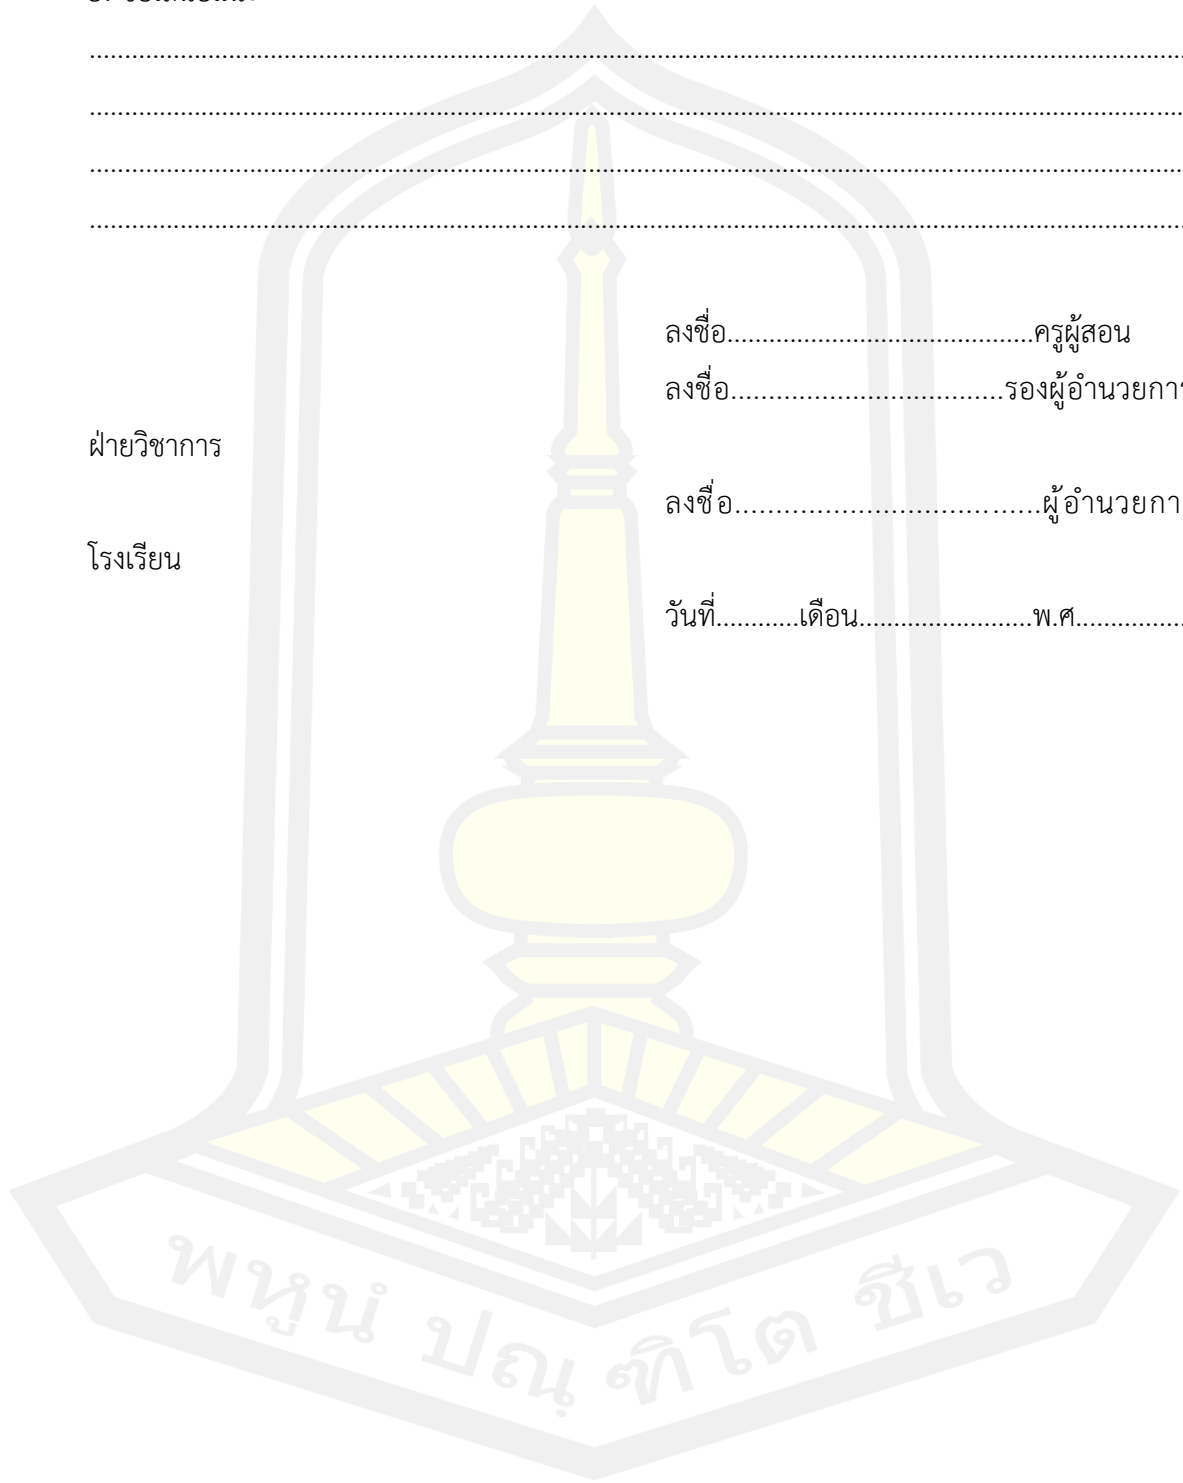 ........................................................................................................................................................
........................................................................................................................................................
........................................................................................................................................................
........................................................................................................................................................
ลงชื่อ............................................ครูผู้สอน
ลงชื่อ..................................รองผู้อำนวยการ
ฝ่ายวิชาการ
ลงชื่อ....................................ผู้อำนวยกา
โรงเรียน
วันที่............เดือน.........................พ.ศ................
พหูนํ ปณฺฑิโต ชีเว